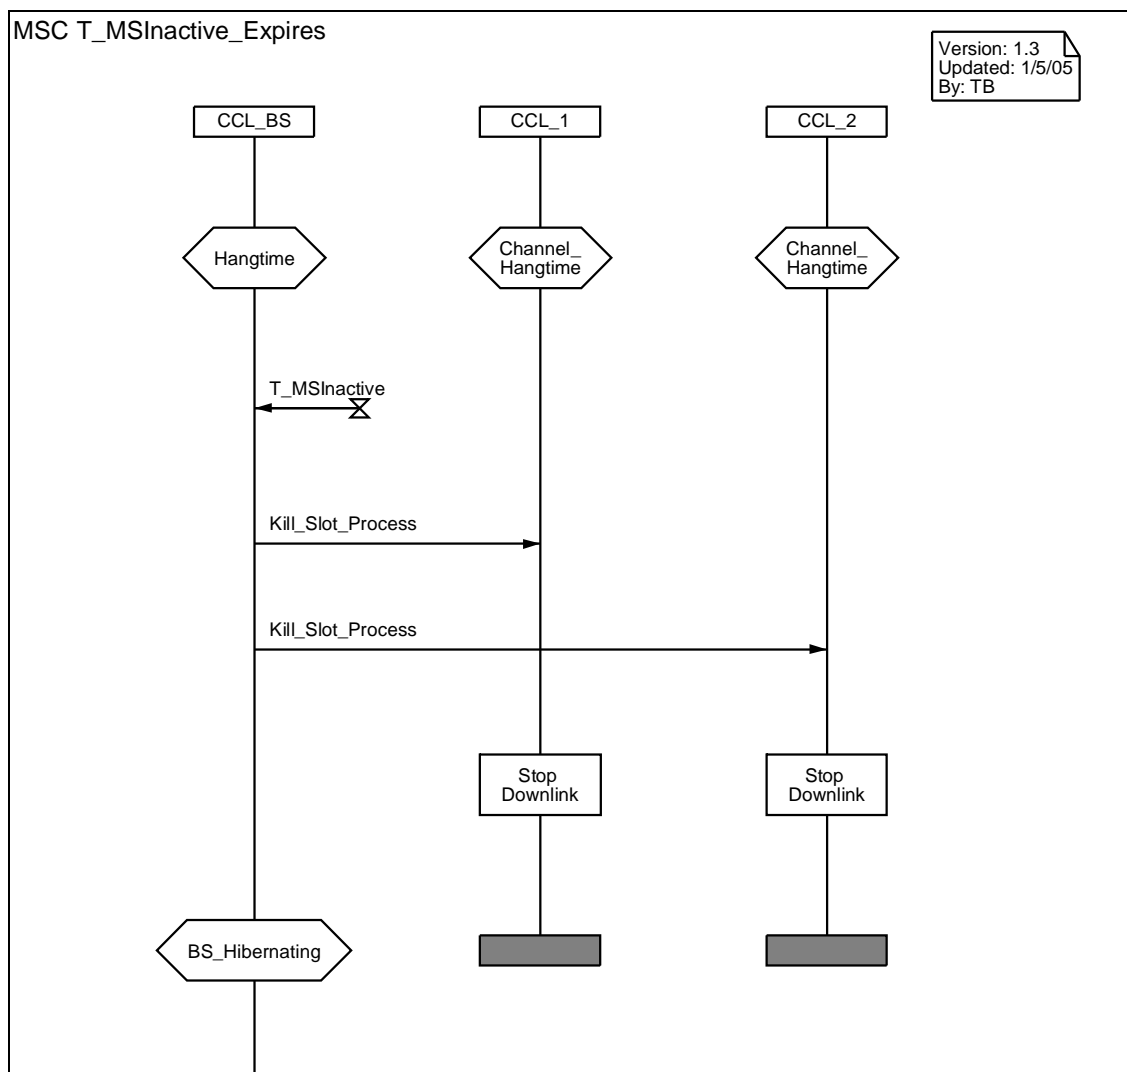 MSC T_MSInactive_Expires
Version: 1.3
Updated: 1/5/05
By: TB
CCL_BS
CCL_1
CCL_2
Hangtime
Channel_
Hangtime
Channel_
Hangtime
T_MSInactive
Kill_Slot_Process
Kill_Slot_Process
Stop
Downlink
Stop
Downlink
BS_Hibernating